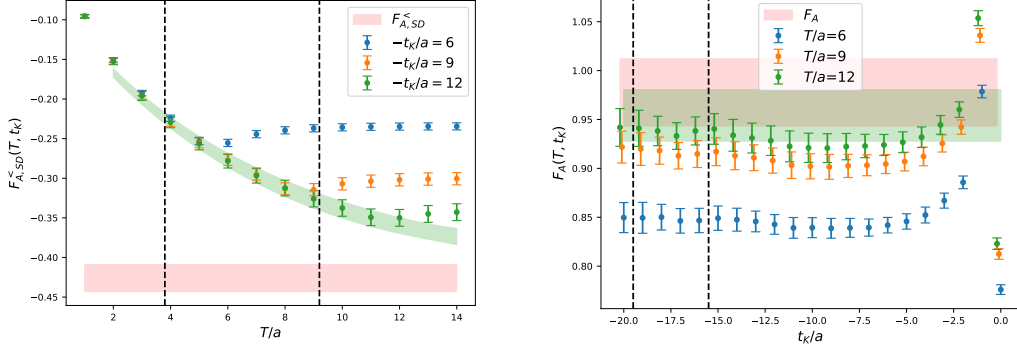 −0.10
−0.15
−0.20
−0.25
−0.30
−0.35
−0.40
−0.45
2 4 6 8 10 12 14
T/a
F_{A,SD}^{<}(T, t_K)
F_{A,SD}^{<}
−t_K/a = 6
−t_K/a = 9
−t_K/a = 12
1.05
1.00
0.95
0.90
0.85
0.80
−20.0 −17.5 −15.0 −12.5 −10.0 −7.5 −5.0 −2.5 0.0
t_K/a
F_A(T, t_K)
F_A
T/a=6
T/a=9
T/a=12